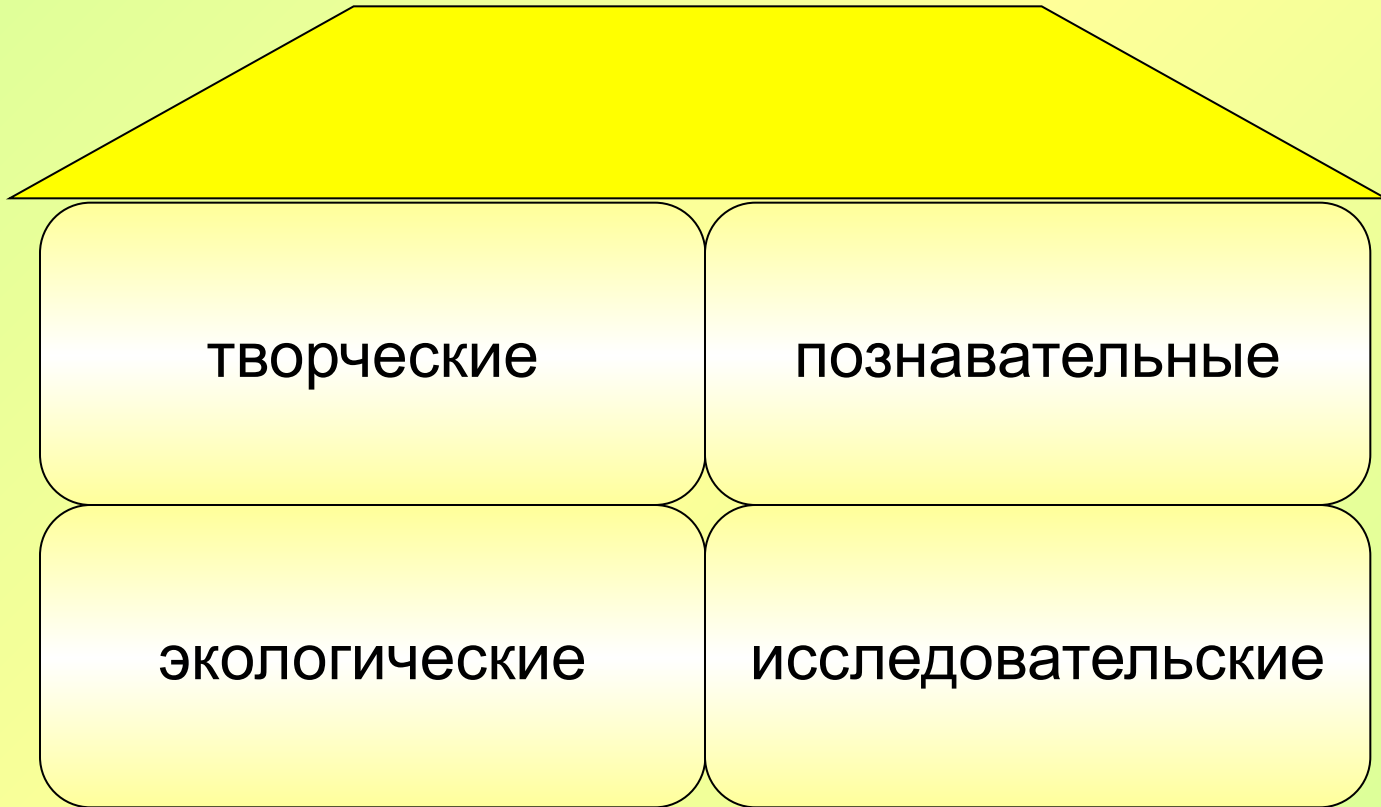 творческие
познавательные
экологические
исследовательские